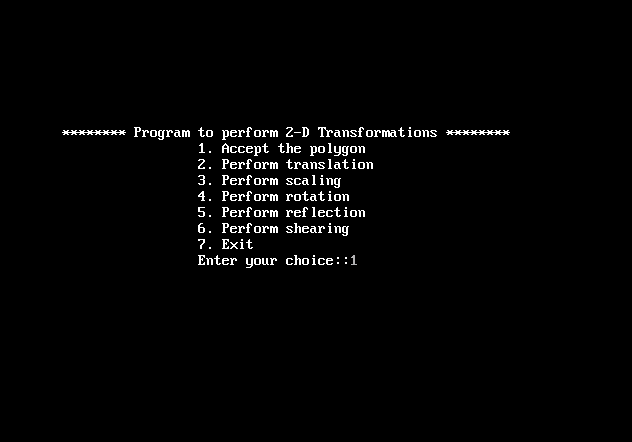 ******** Program to perform 2-D Transformations ********
1. Accept the polygon
2. Perform translation
3. Perform scaling
4. Perform rotation
5. Perform reflection
6. Perform shearing
7. Exit
Enter your choice::1